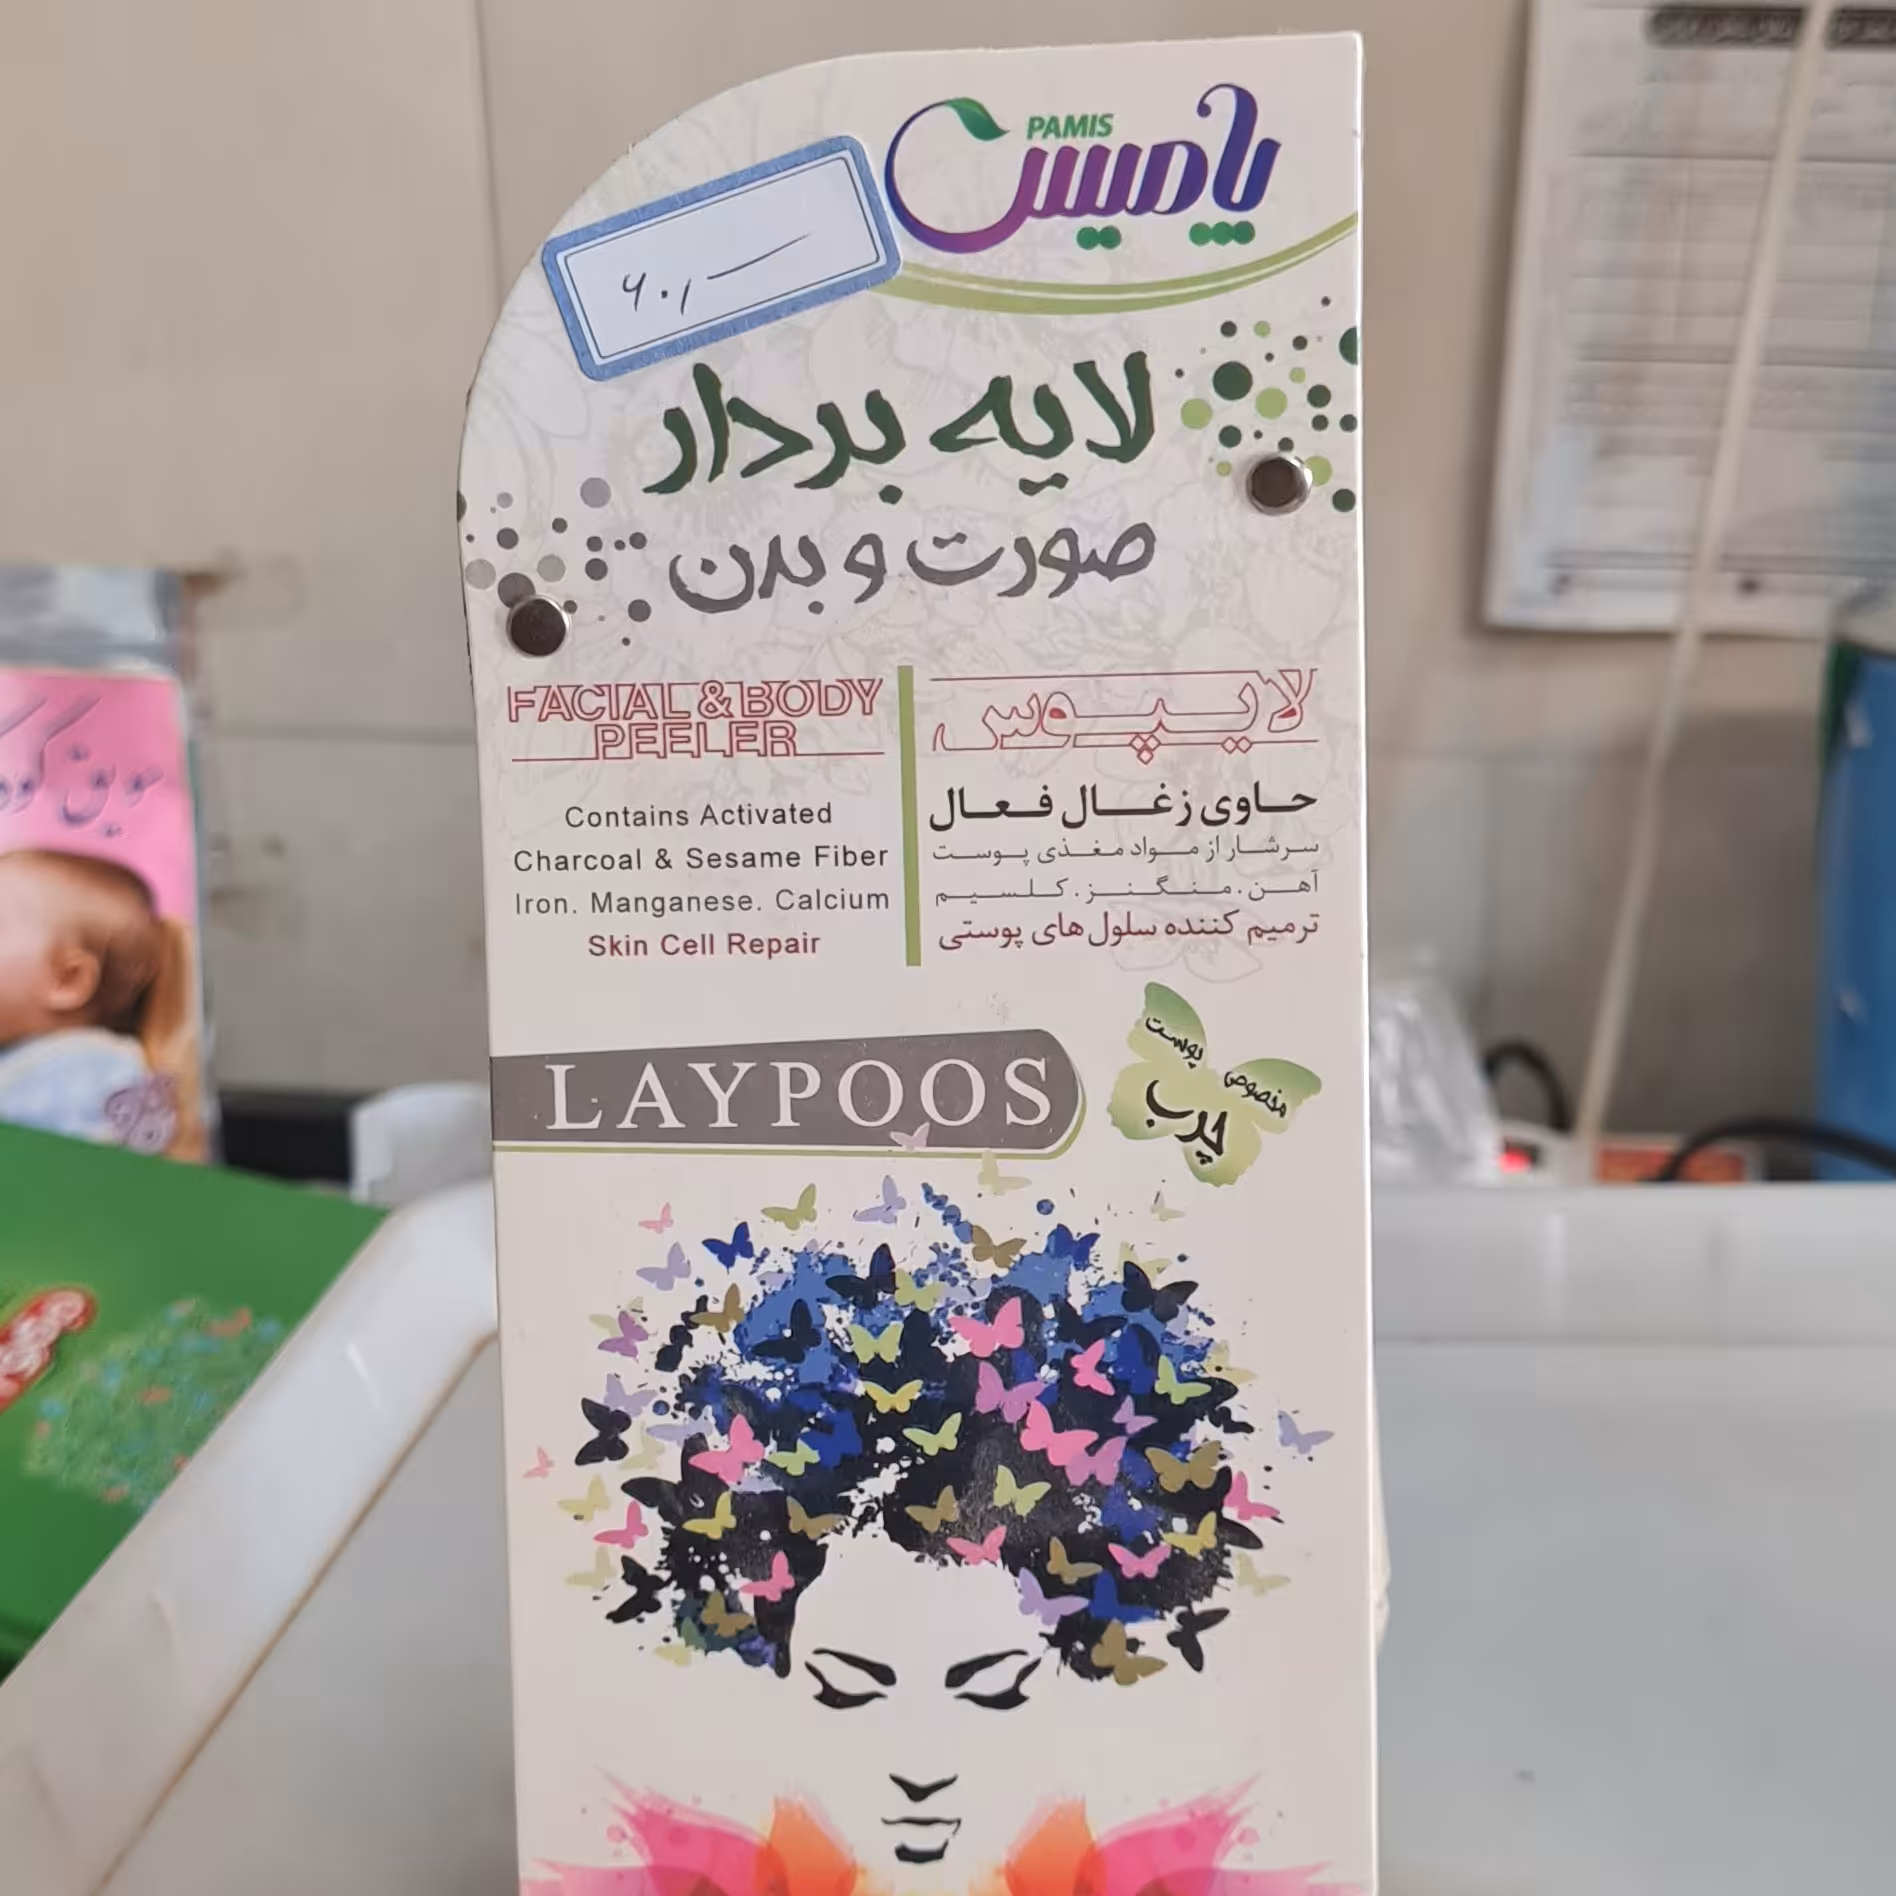 PAMIS
پامیس
۶۰,
لایه بردار
صورت و بدن
FACIAL & BODY
PEELER
Contains Activated
Charcoal & Sesame Fiber
Iron. Manganese. Calcium
Skin Cell Repair
لایپوس
حاوی زغال فعال
سرشار از مواد مغذی پوست
آهن . منگنز . کلسیم
ترمیم کننده سلول های پوستی
LAYPOOS
مخصوص
پوست
چرب